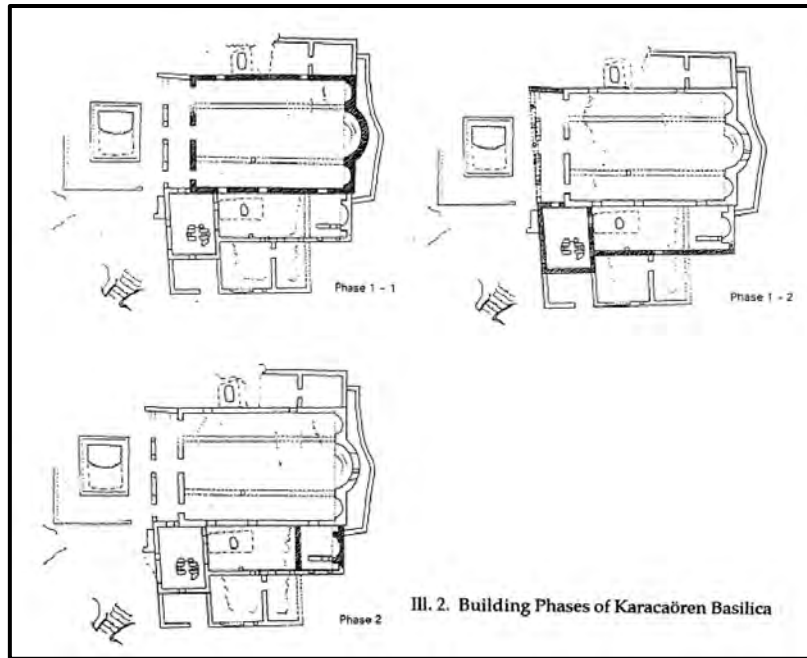 Phase 1 - 1
Phase 1 - 2
Phase 2
Ill. 2. Building Phases of Karacaören Basilica